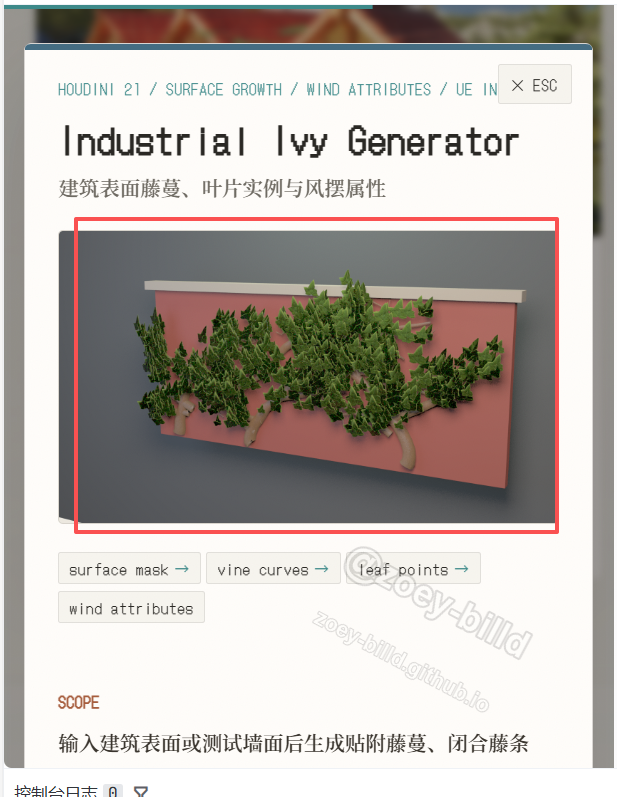 HOUDINI 21 / SURFACE GROWTH / WIND ATTRIBUTES / UE IN
× ESC
Industrial Ivy Generator
建筑表面藤蔓、叶片实例与风摆属性
surface mask →
vine curves →
leaf points →
wind attributes
@zoey-billd
zoey-billd.github.io
SCOPE
输入建筑表面或测试墙面后生成贴附藤蔓、闭合藤条
控制台日志 0